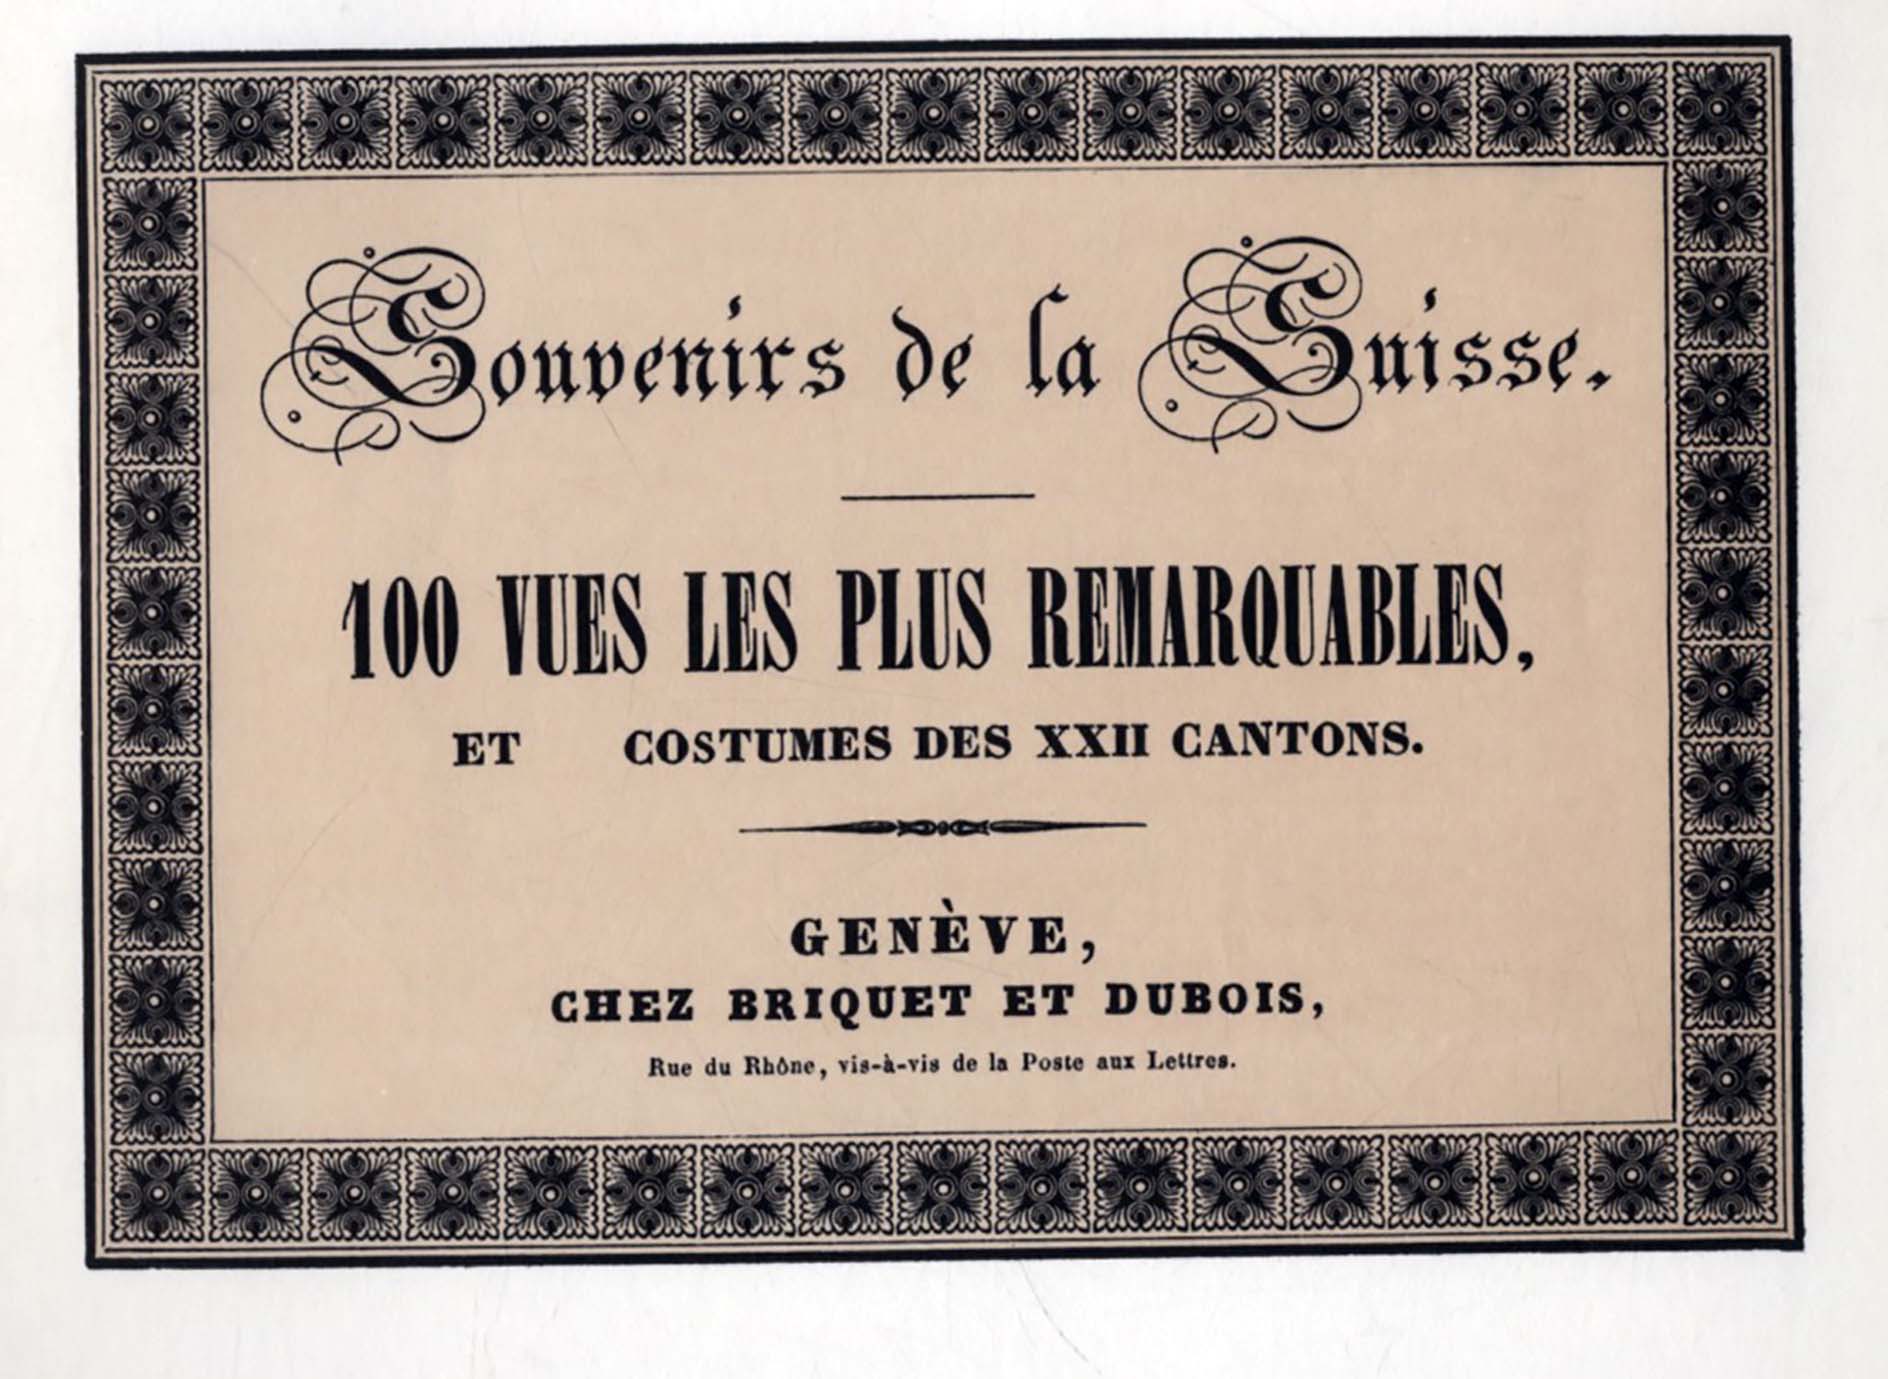 Souvenirs de la Suisse.
100 VUES LES PLUS REMARQUABLES,
ET COSTUMES DES XXII CANTONS.
GENÈVE,
CHEZ BRIQUET ET DUBOIS,
Rue du Rhône, vis-à-vis de la Poste aux Lettres.